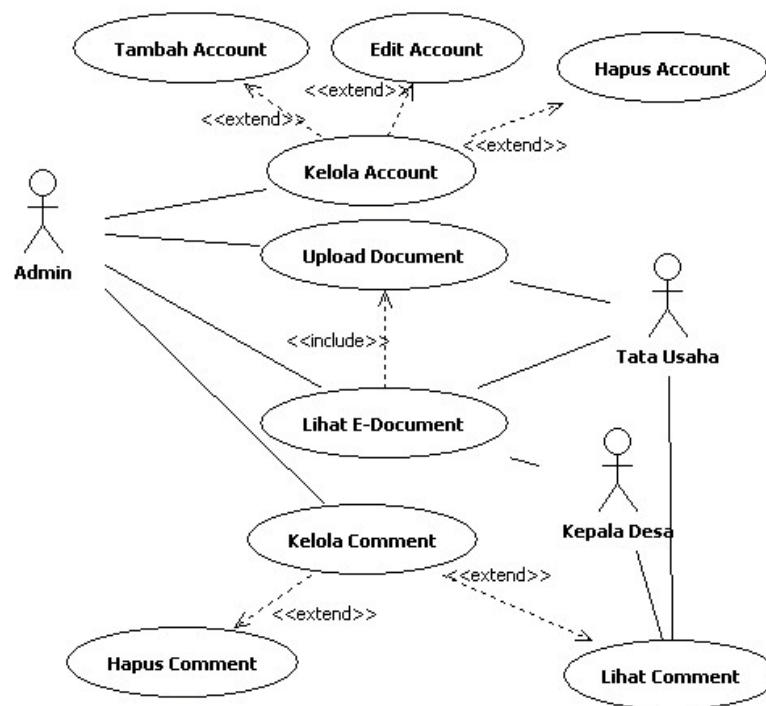 Tambah Account
Edit Account
Hapus Account
<<extend>>
<<extend>>
<<extend>>
Kelola Account
Admin
Upload Document
<<include>>
Tata Usaha
Lihat E-Document
Kepala Desa
Kelola Comment
<<extend>>
<<extend>>
Hapus Comment
Lihat Comment